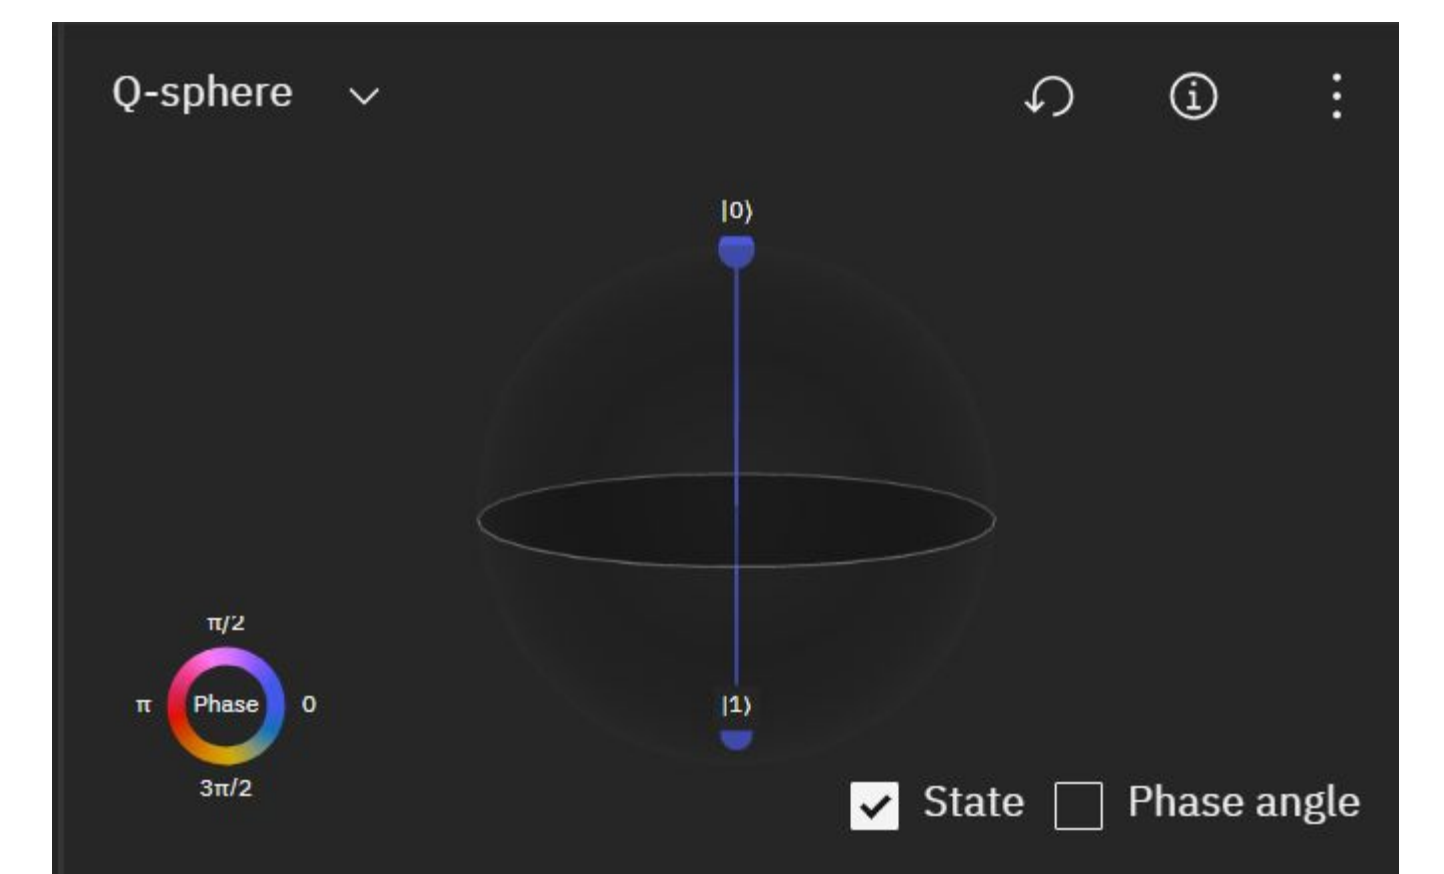 Q-sphere
|0⟩
π/2
π Phase 0
|1⟩
3π/2
State Phase angle